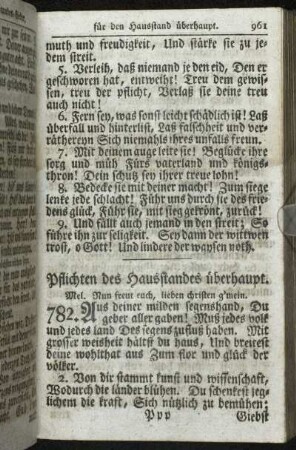 für den Hausstand überhaupt. 961
muth und freudigkeit, Und stärke sie zu je-
dem streit.
5. Verleih, daß niemand je den eid, Den er
geschworen hat, entweiht! Treu dem gewis-
sen, treu der pflicht, Verlaß sie deine treu
auch nicht!
6. Fern sey, was sonst leicht schädlich ist! Laß
überfall und hinterlist, Laß falschheit und ver-
räthereyn Sich niemahls ihres unfalls freun.
7. Mit deinem auge leite sie! Beglücke ihre
sorg und müh Fürs vaterland und königs-
thron! Dein schutz sey ihrer treue lohn!
8. Bedecke sie mit deiner macht! Zum siege
lenke jede schlacht! Führ uns durch sie des frie-
dens glück, Führ sie, mit sieg gekrönt, zurück!
9. Und fällt auch jemand in dem streit; So
führe ihn zur seligkeit. Sey dann der witwen
trost, o Gott! Und lindere der waysen noth.
Pflichten des Hausstandes überhaupt.
Mel. Nun freut euch, lieben christen g'mein.
782. Aus deiner milden segenshand, Du
geber aller gaben! Muß jedes volk
und jedes land Des segens zufluß haben. Mit
grosser weisheit hältst du haus, Und breitest
deine wohlthat aus Zum flor und glück der
völker.
2. Von dir stammt kunst und wissenschaft,
Wodurch die länder blühen. Du schenkest jeg-
lichem die kraft, Sich nützlich zu bemühen:
Ppp Giebst